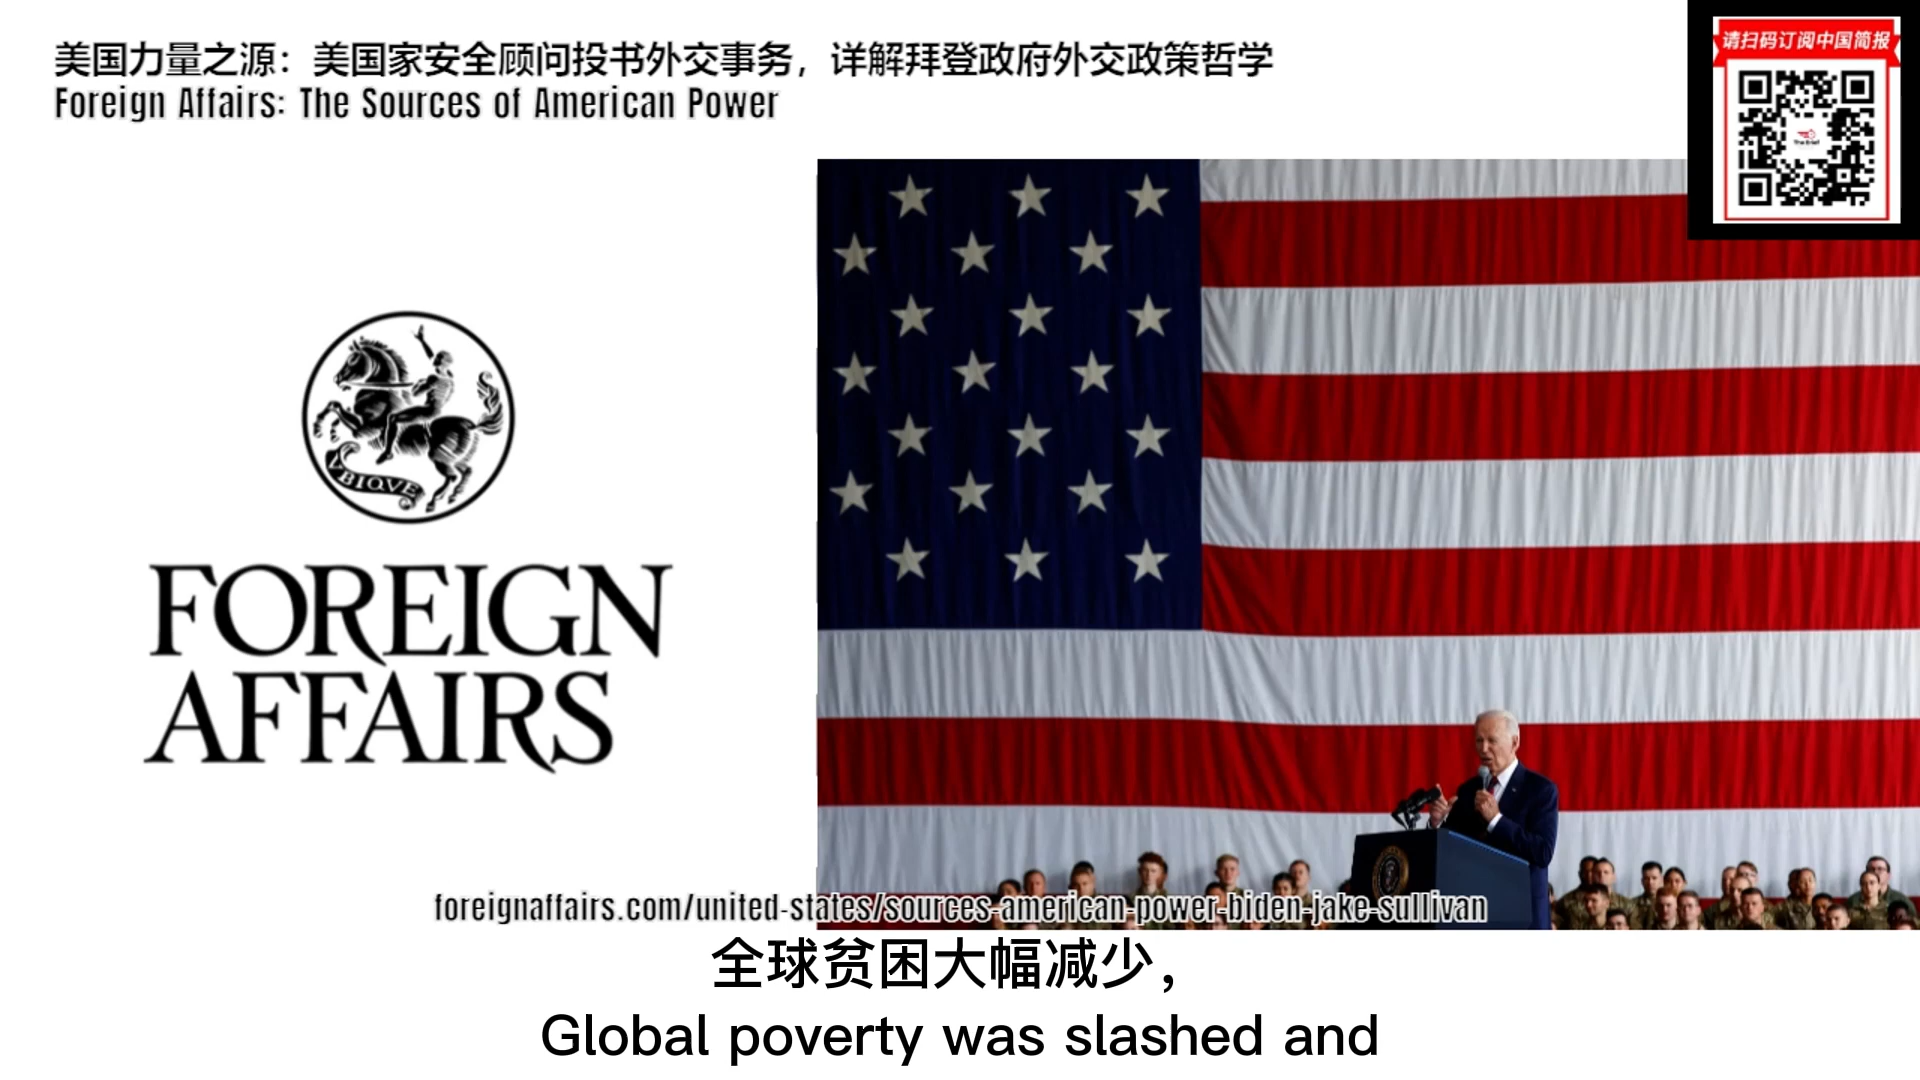 美国力量之源：美国家安全顾问投书外交事务，详解拜登政府外交政策哲学
Foreign Affairs: The Sources of American Power
请扫码订阅中国简报
VBIQVE
FOREIGN
AFFAIRS
foreignaffairs.com/united-states/sources-american-power-biden-jake-sullivan
全球贫困大幅减少，
Global poverty was slashed and